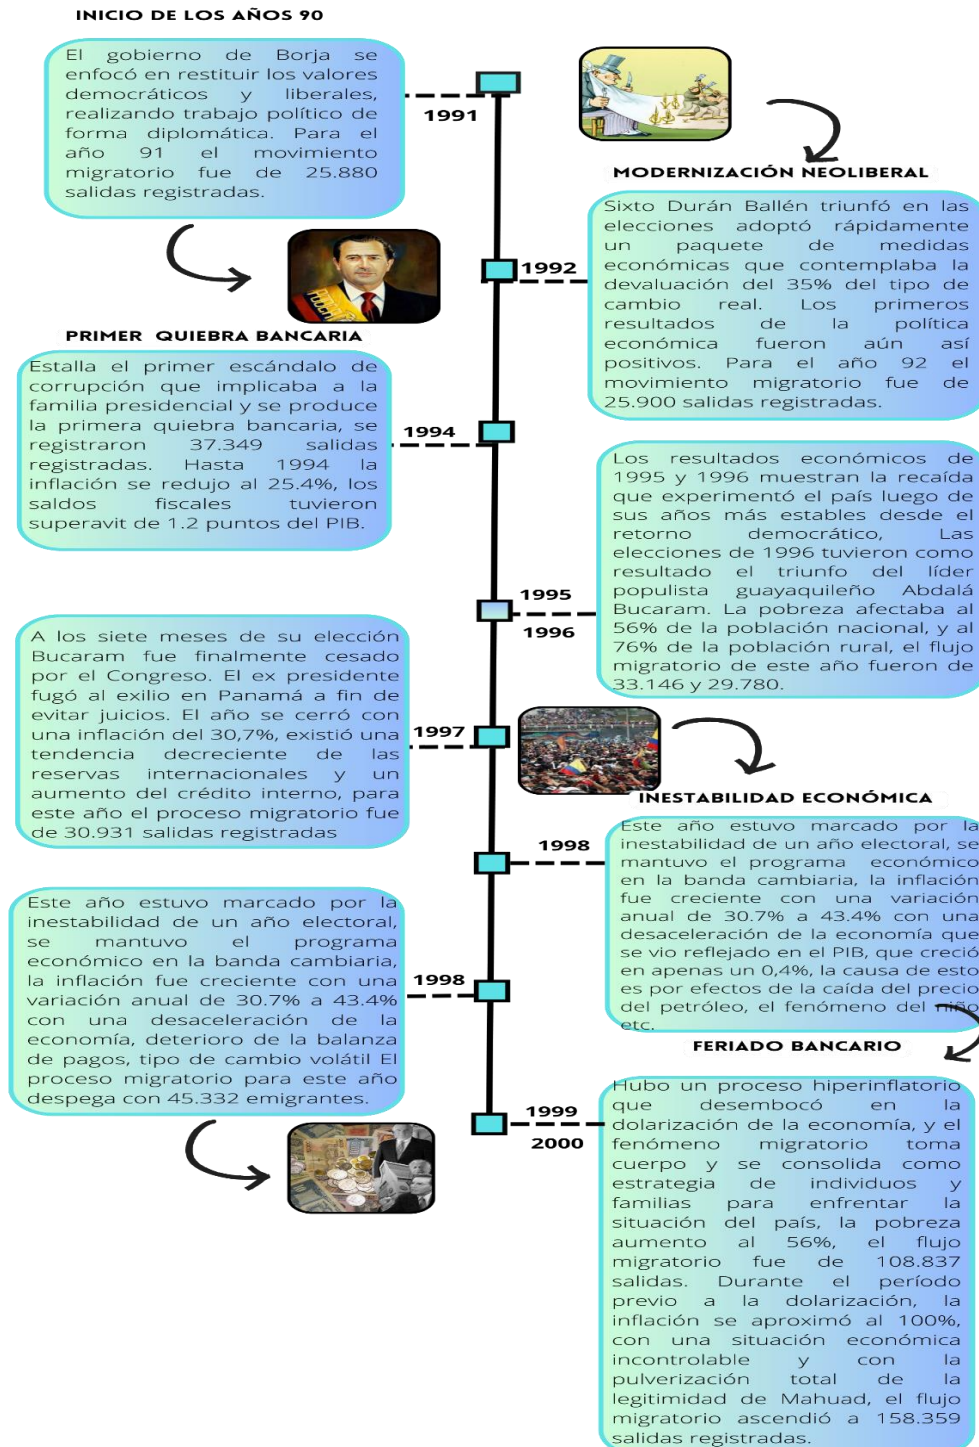 INICIO DE LOS AÑOS 90
El gobierno de Borja se
enfocó en restituir los valores
democráticos y liberales,
realizando trabajo político de
forma diplomática. Para el
año 91 el movimiento
migratorio fue de 25.880
salidas registradas.
1991
MODERNIZACIÓN NEOLIBERAL
Sixto Durán Ballén triunfó en las
elecciones adoptó rápidamente
un paquete de medidas
económicas que contemplaba la
devaluación del 35% del tipo de
cambio real. Los primeros
resultados de la política
económica fueron aún así
positivos. Para el año 92 el
movimiento migratorio fue de
25.900 salidas registradas.
1992
PRIMER QUIEBRA BANCARIA
Estalla el primer escándalo de
corrupción que implicaba a la
familia presidencial y se produce
la primera quiebra bancaria, se
registraron 37.349 salidas
registradas. Hasta 1994 la
inflación se redujo al 25.4%, los
saldos fiscales tuvieron
superavit de 1.2 puntos del PIB.
1994
Los resultados económicos de
1995 y 1996 muestran la recaída
que experimentó el país luego de
sus años más estables desde el
retorno democrático, Las
elecciones de 1996 tuvieron como
resultado el triunfo del líder
populista guayaquileño Abdalá
Bucaram. La pobreza afectaba al
56% de la población nacional, y al
76% de la población rural, el flujo
migratorio de este año fueron de
33.146 y 29.780.
1995
1996
A los siete meses de su elección
Bucaram fue finalmente cesado
por el Congreso. El ex presidente
fugó al exilio en Panamá a fin de
evitar juicios. El año se cerró con
una inflación del 30,7%, existió una
tendencia decreciente de las
reservas internacionales y un
aumento del crédito interno, para
este año el proceso migratorio fue
de 30.931 salidas registradas
1997
INESTABILIDAD ECONÓMICA
Este año estuvo marcado por la
inestabilidad de un año electoral, se
mantuvo el programa económico
en la banda cambiaria, la inflación
fue creciente con una variación
anual de 30.7% a 43.4% con una
desaceleración de la economía que
se vio reflejado en el PIB, que creció
en apenas un 0,4%, la causa de esto
es por efectos de la caída del precio
del petróleo, el fenómeno del niño
etc.
1998
Este año estuvo marcado por la
inestabilidad de un año electoral,
se mantuvo el programa
económico en la banda cambiaria,
la inflación fue creciente con una
variación anual de 30.7% a 43.4%
con una desaceleración de la
economía, deterioro de la balanza
de pagos, tipo de cambio volátil El
proceso migratorio para este año
despega con 45.332 emigrantes.
1998
FERIADO BANCARIO
Hubo un proceso hiperinflatorio
que desembocó en la
dolarización de la economía, y el
fenómeno migratorio toma
cuerpo y se consolida como
estrategia de individuos y
familias para enfrentar la
situación del país, la pobreza
aumento al 56%, el flujo
migratorio fue de 108.837
salidas. Durante el período
previo a la dolarización, la
inflación se aproximó al 100%,
con una situación económica
incontrolable y con la
pulverización total de la
legitimidad de Mahuad, el flujo
migratorio ascendió a 158.359
salidas registradas.
1999
2000